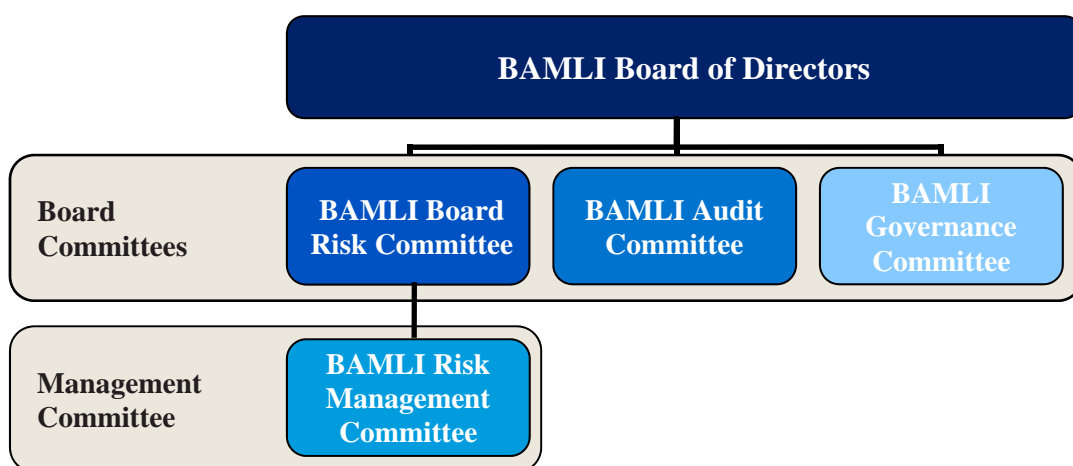 BAMLI Board of Directors
Board
Committees
BAMLI Board
Risk Committee
BAMLI Audit
Committee
BAMLI
Governance
Committee
Management
Committee
BAMLI Risk
Management
Committee